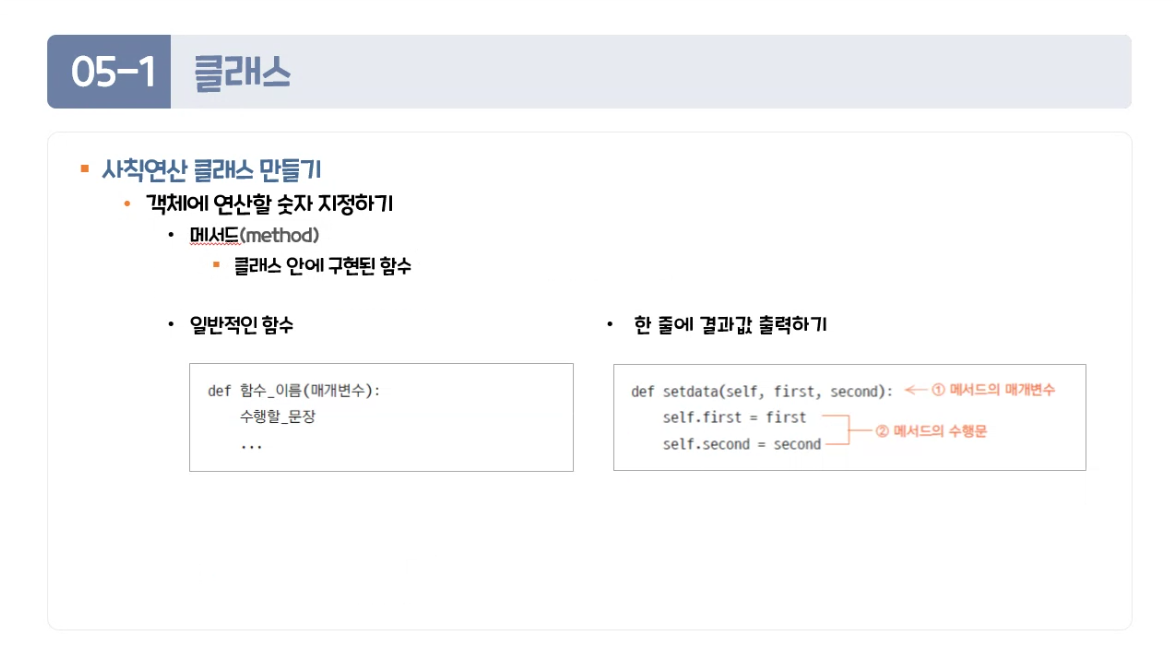 05-1 클래스
사칙연산 클래스 만들기
객체에 연산할 숫자 지정하기
메서드(method)
클래스 안에 구현된 함수
일반적인 함수
def 함수_이름(매개변수):
수행할_문장
...
한 줄에 결과값 출력하기
def setdata(self, first, second): ① 메서드의 매개변수
self.first = first
② 메서드의 수행문
self.second = second